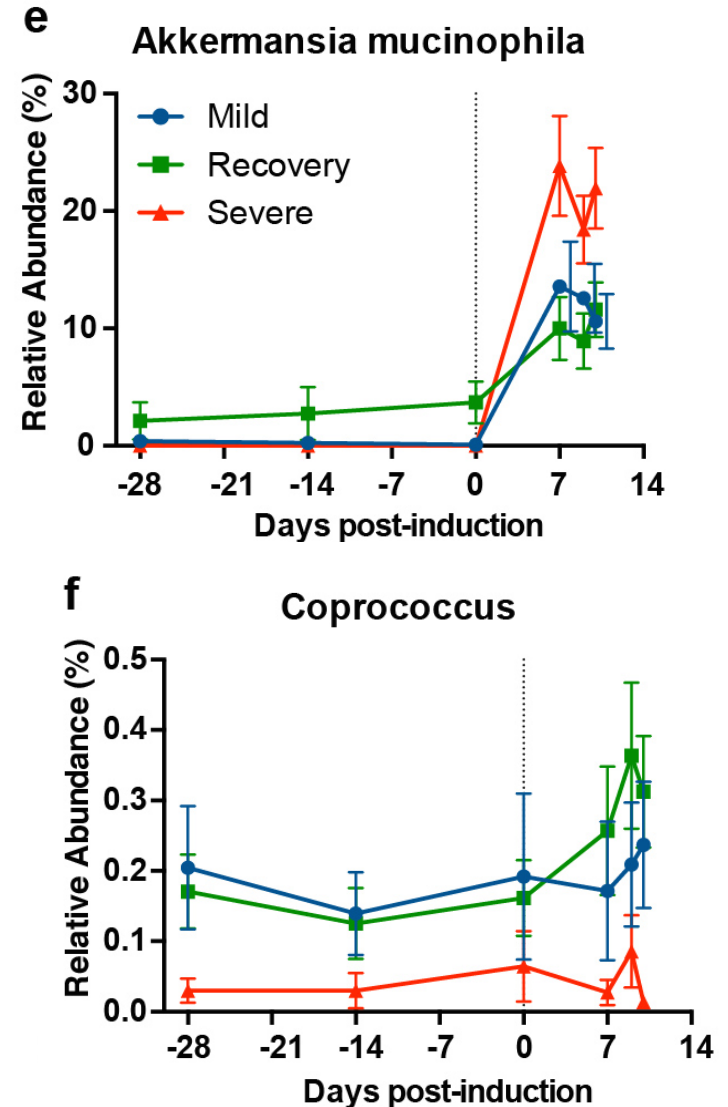 e
Akkermansia mucinophila
Relative Abundance (%)
30
20
10
0
Mild
Recovery
Severe
-28 -21 -14 -7 0 7 14
Days post-induction
f
Coprococcus
Relative Abundance (%)
0.5
0.4
0.3
0.2
0.1
0.0
-28 -21 -14 -7 0 7 14
Days post-induction